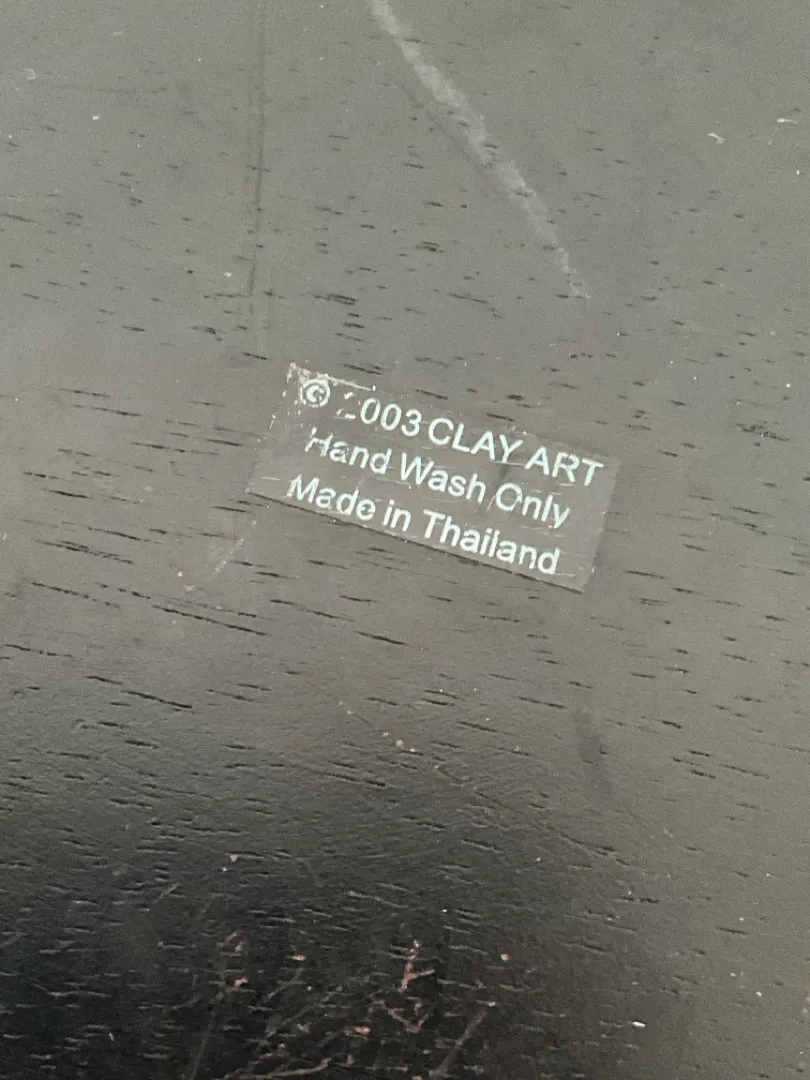 © 2003 CLAY ART
Hand Wash Only
Made in Thailand